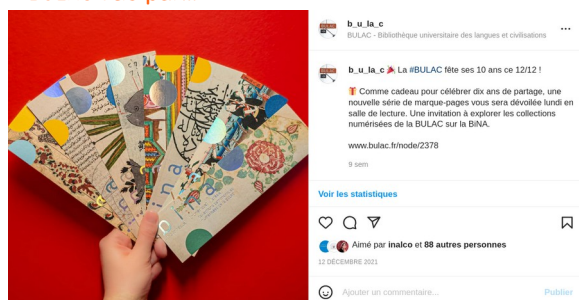 b_u_la_c
BULAC - Bibliothèque universitaire des langues et civilisations
b_u_la_c 🎉 La #BULAC fête ses 10 ans ce 12/12 !
🎁 Comme cadeau pour célébrer dix ans de partage, une
nouvelle série de marque-pages vous sera dévoilée lundi en
salle de lecture. Une invitation à explorer les collections
numérisées de la BULAC sur la BiNA.
www.bulac.fr/node/2378
9 sem
Voir les statistiques
Aimé par inalco et 88 autres personnes
12 DÉCEMBRE 2021
Ajouter un commentaire...
Publier